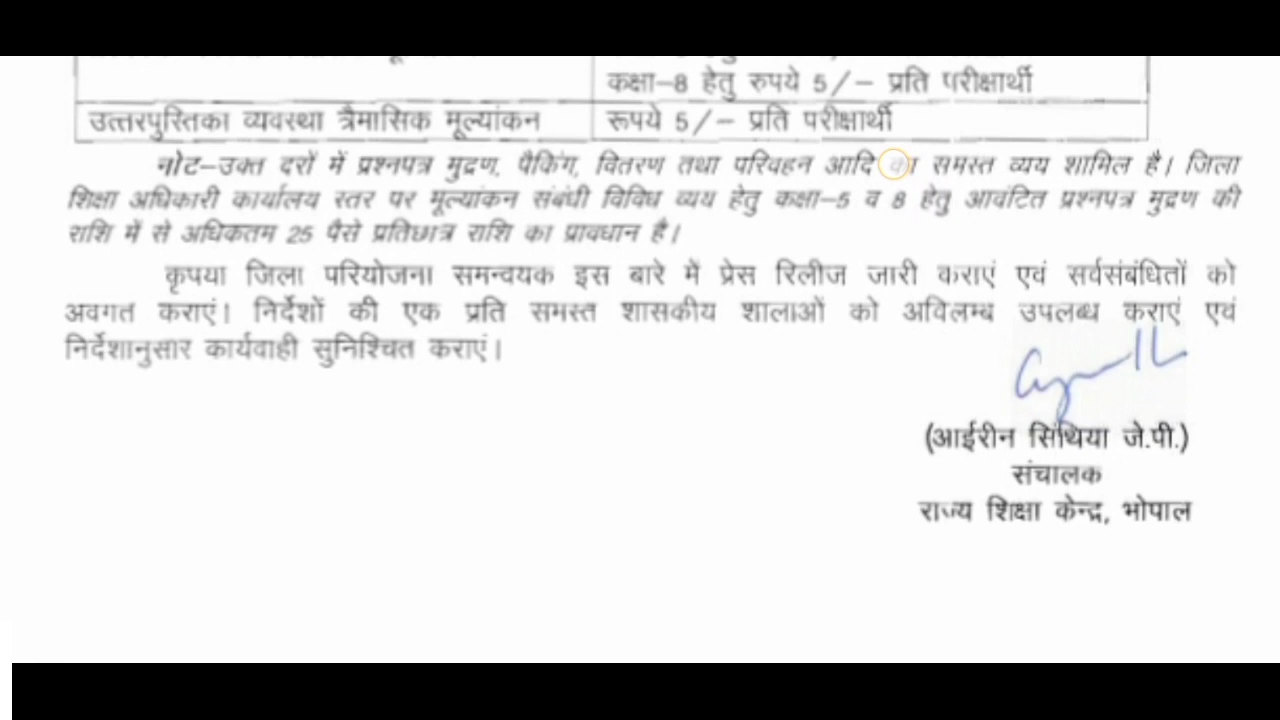 कक्षा–8 हेतु रुपये 5/– प्रति परीक्षार्थी
उत्तरपुस्तिका व्यवस्था त्रैमासिक मूल्यांकन रूपये 5/– प्रति परीक्षार्थी
नोट–उक्त दरों में प्रश्नपत्र मुद्रण, पैकिंग, वितरण तथा परिवहन आदि का समस्त व्यय शामिल है। जिला
शिक्षा अधिकारी कार्यालय स्तर पर मूल्यांकन संबंधी विविध व्यय हेतु कक्षा–5 व 8 हेतु आवंटित प्रश्नपत्र मुद्रण की
राशि में से अधिकतम 25 पैसे प्रतिछात्र राशि का प्रावधान है।
कृपया जिला परियोजना समन्वयक इस बारे में प्रेस रिलीज जारी कराएं एवं सर्वसंबंधितों को
अवगत कराएं। निर्देशों की एक प्रति समस्त शासकीय शालाओं को अविलम्ब उपलब्ध कराएं एवं
निर्देशानुसार कार्यवाही सुनिश्चित कराएं।
(आईरीन सिंथिया जे.पी.)
संचालक
राज्य शिक्षा केन्द्र, भोपाल